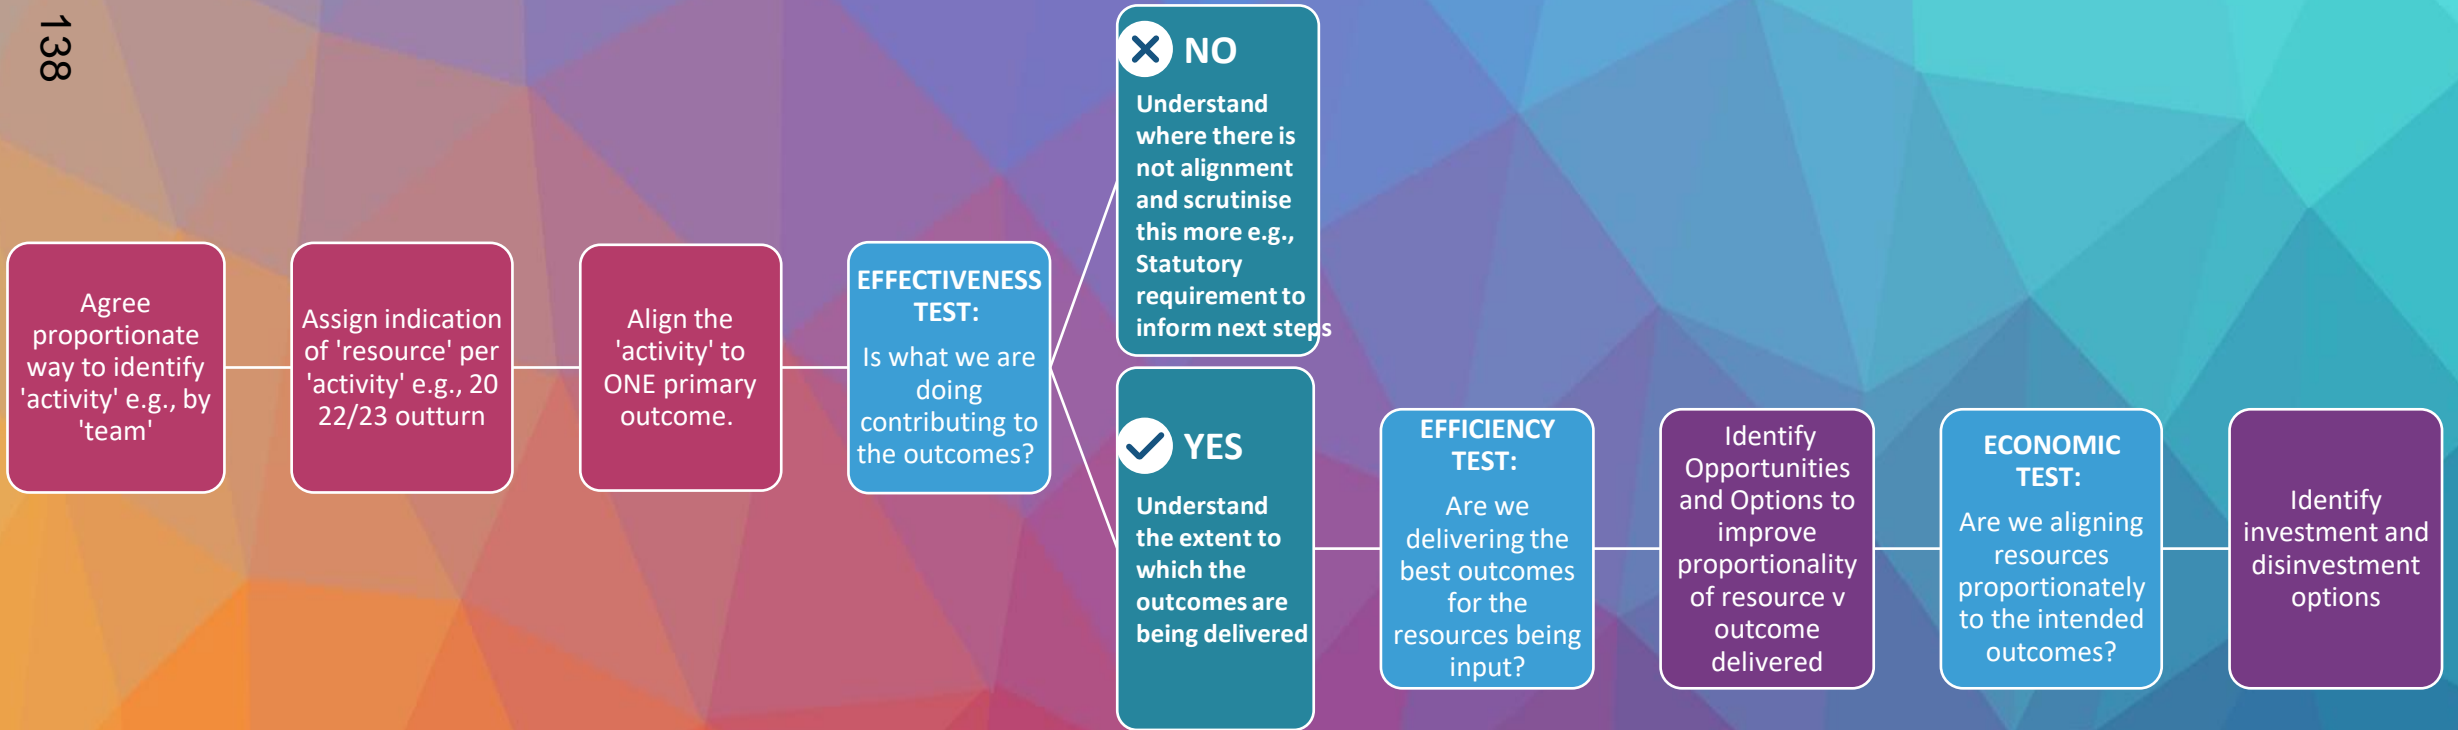 138
Agree
proportionate
way to identify
'activity' e.g., by
'team'
Assign indication
of 'resource' per
'activity' e.g., 20
22/23 outturn
Align the
'activity' to
ONE primary
outcome.
EFFECTIVENESS
TEST:
Is what we are
doing
contributing to
the outcomes?
NO
Understand
where there is
not alignment
and scrutinise
this more e.g.,
Statutory
requirement to
inform next steps
YES
Understand
the extent to
which the
outcomes are
being delivered
EFFICIENCY
TEST:
Are we
delivering the
best outcomes
for the
resources being
input?
Identify
Opportunities
and Options to
improve
proportionality
of resource v
outcome
delivered
ECONOMIC
TEST:
Are we aligning
resources
proportionately
to the intended
outcomes?
Identify
investment and
disinvestment
options